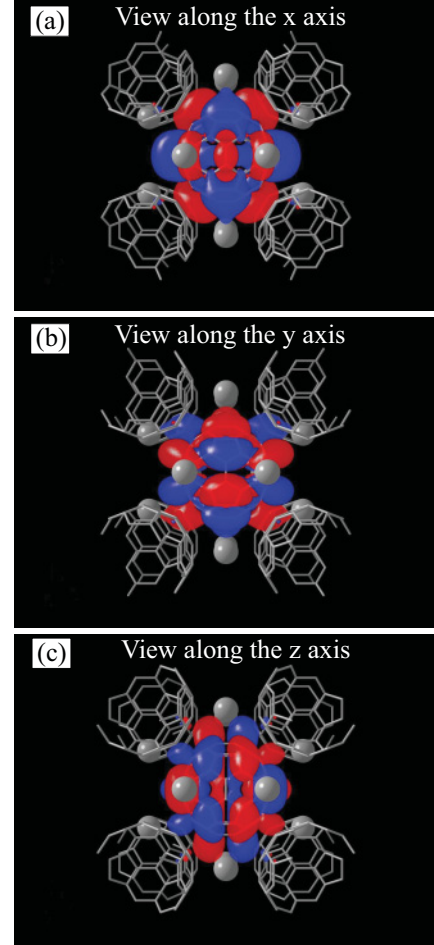 (a) View along the x axis
(b) View along the y axis
(c) View along the z axis